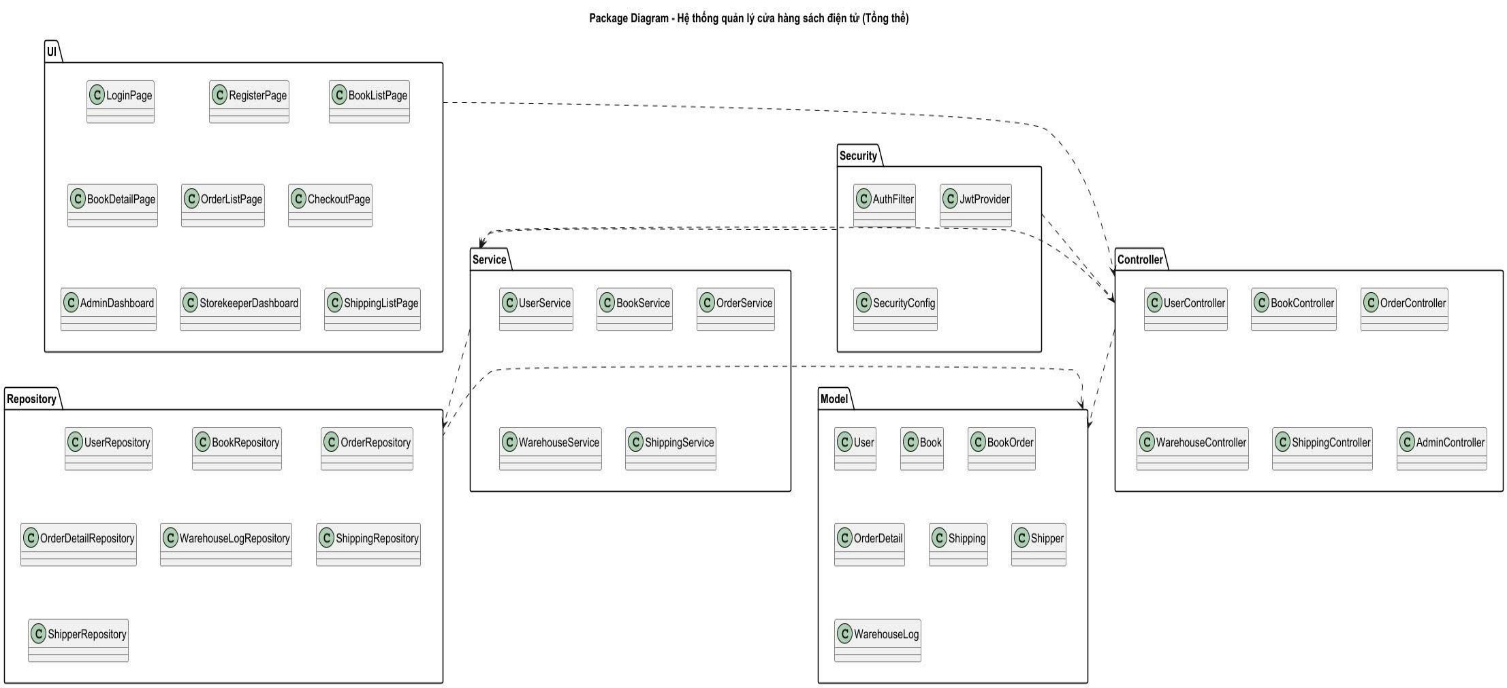 Package Diagram - Hệ thống quản lý cửa hàng sách điện tử (Tổng thể)
UI
C LoginPage
C RegisterPage
C BookListPage
C BookDetailPage
C OrderListPage
C CheckoutPage
C AdminDashboard
C StorekeeperDashboard
C ShippingListPage
Security
C AuthFilter
C JwtProvider
C SecurityConfig
Service
C UserService
C BookService
C OrderService
C WarehouseService
C ShippingService
Controller
C UserController
C BookController
C OrderController
C WarehouseController
C ShippingController
C AdminController
Repository
C UserRepository
C BookRepository
C OrderRepository
C OrderDetailRepository
C WarehouseLogRepository
C ShippingRepository
C ShipperRepository
Model
C User
C Book
C BookOrder
C OrderDetail
C Shipping
C Shipper
C WarehouseLog